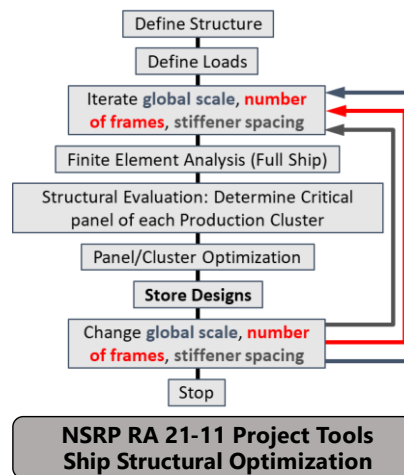 Define Structure
Define Loads
Iterate global scale, number
of frames, stiffener spacing
Finite Element Analysis (Full Ship)
Structural Evaluation: Determine Critical
panel of each Production Cluster
Panel/Cluster Optimization
Store Designs
Change global scale, number
of frames, stiffener spacing
Stop
NSRP RA 21-11 Project Tools
Ship Structural Optimization